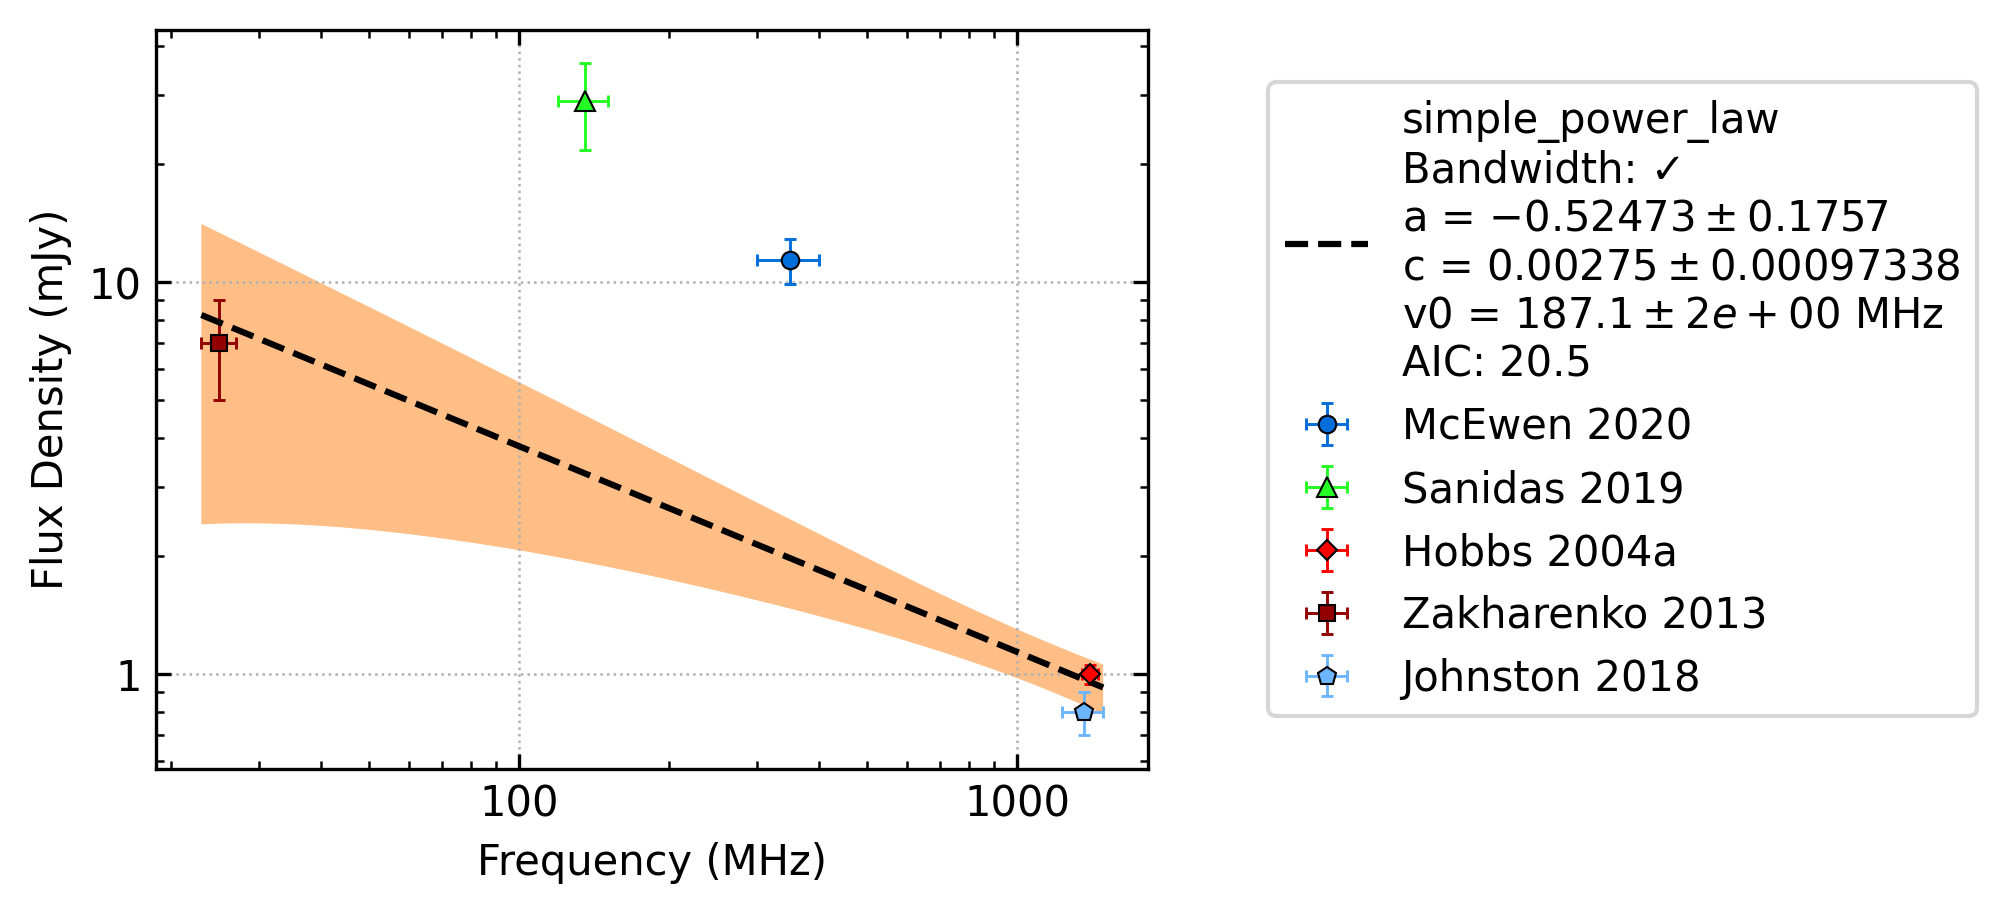 10
1
Flux Density (mJy)
100
1000
Frequency (MHz)
simple_power_law
Bandwidth: ✓
a = −0.52473 ± 0.1757
c = 0.00275 ± 0.00097338
v0 = 187.1 ± 2e + 00 MHz
AIC: 20.5
McEwen 2020
Sanidas 2019
Hobbs 2004a
Zakharenko 2013
Johnston 2018